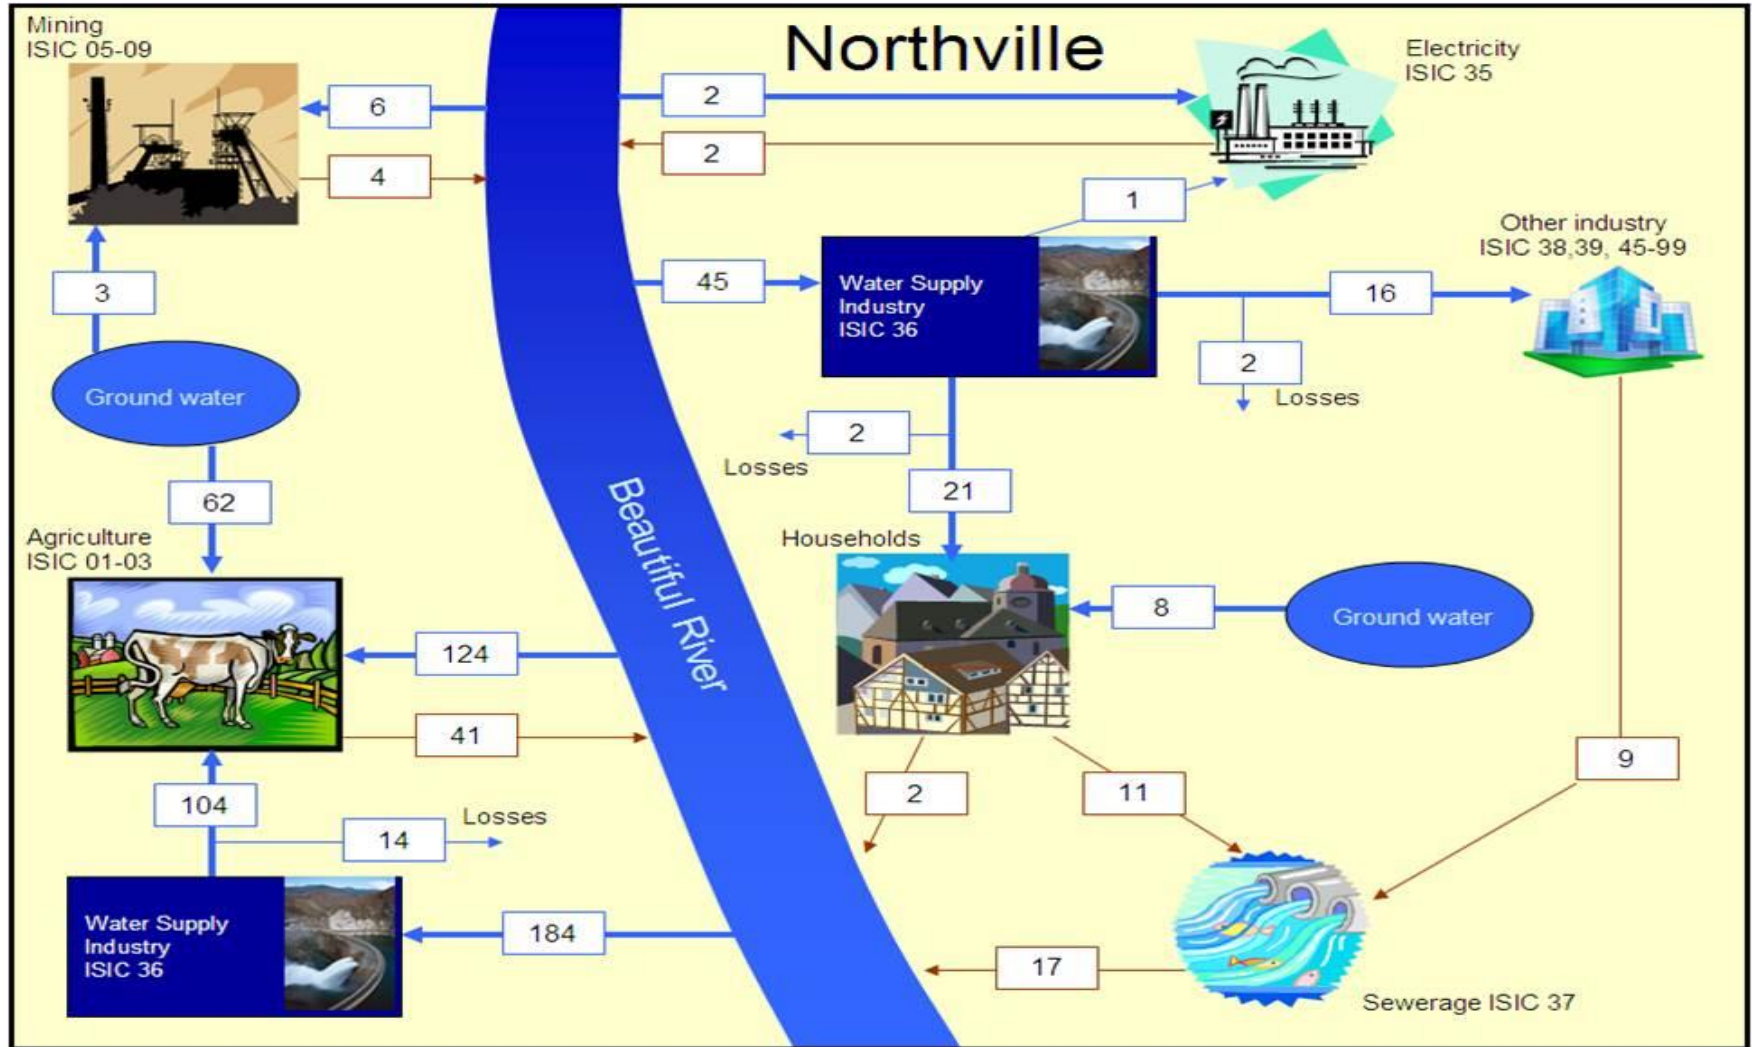 Northville
Mining
ISIC 05-09
Electricity
ISIC 35
6
2
4
2
1
Other industry
ISIC 38,39, 45-99
3
45
Water Supply
Industry
ISIC 36
16
2
Losses
Ground water
2
Losses
21
62
Agriculture
ISIC 01-03
Beautiful River
Households
8
Ground water
124
41
104
14
Losses
2
11
9
Water Supply
Industry
ISIC 36
184
17
Sewerage ISIC 37